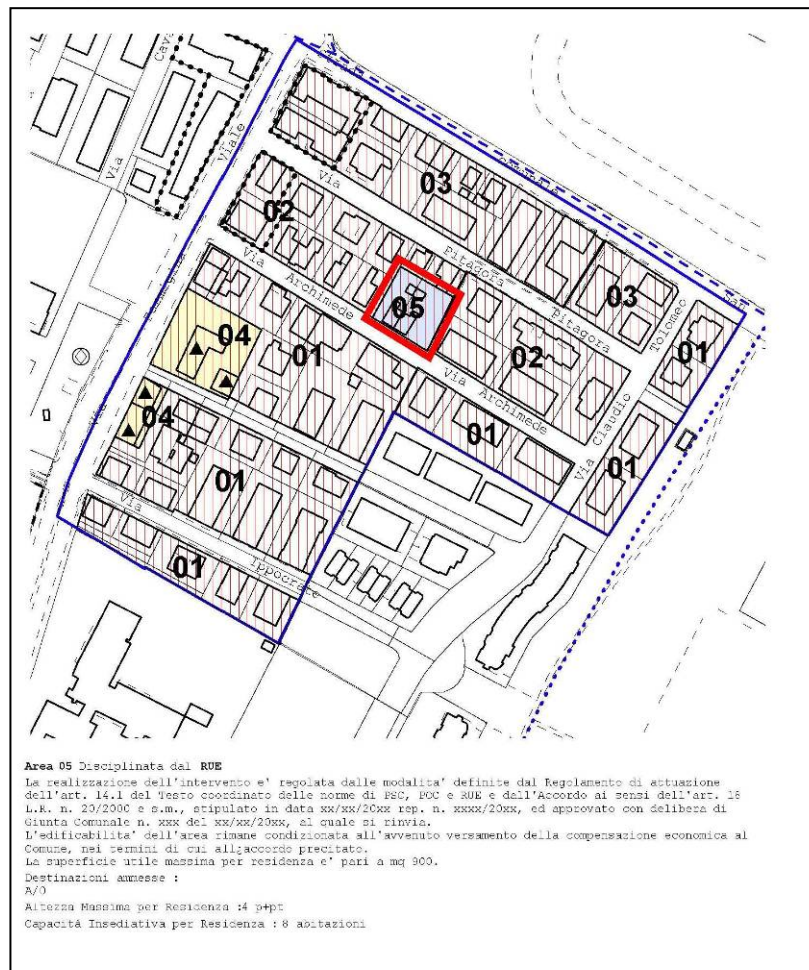 Via
Cava
Viale
Strada
Comunale
03
Via
Pitagora
Pitagora
03
02
Via
Archimede
05
02
Tolomeo
01
04
01
Via
Archimede
01
Via Claudio
01
04
Via
01
Via
Ippocrate
01
Area 05 Disciplinata dal RUE
La realizzazione dell'intervento e' regolata dalle modalita' definite dal Regolamento di attuazione
dell'art. 14.1 del Testo coordinato delle norme di PSC, POC e RUE e dall'Accordo ai sensi dell'art. 18
L.R. n. 20/2000 e s.m., stipulato in data xx/xx/20xx rep. n. xxxx/20xx, ed approvato con delibera di
Giunta Comunale n. xxx del xx/xx/20xx, al quale si rinvia.
L'edificabilita' dell'area rimane condizionata all'avvenuto versamento della compensazione economica al
Comune, nei termini di cui all;accordo precitato.
La superficie utile massima per residenza e' pari a mq 900.
Destinazioni ammesse :
A/0
Altezza Massima per Residenza :4 p+pt
Capacità Insediativa per Residenza : 8 abitazioni